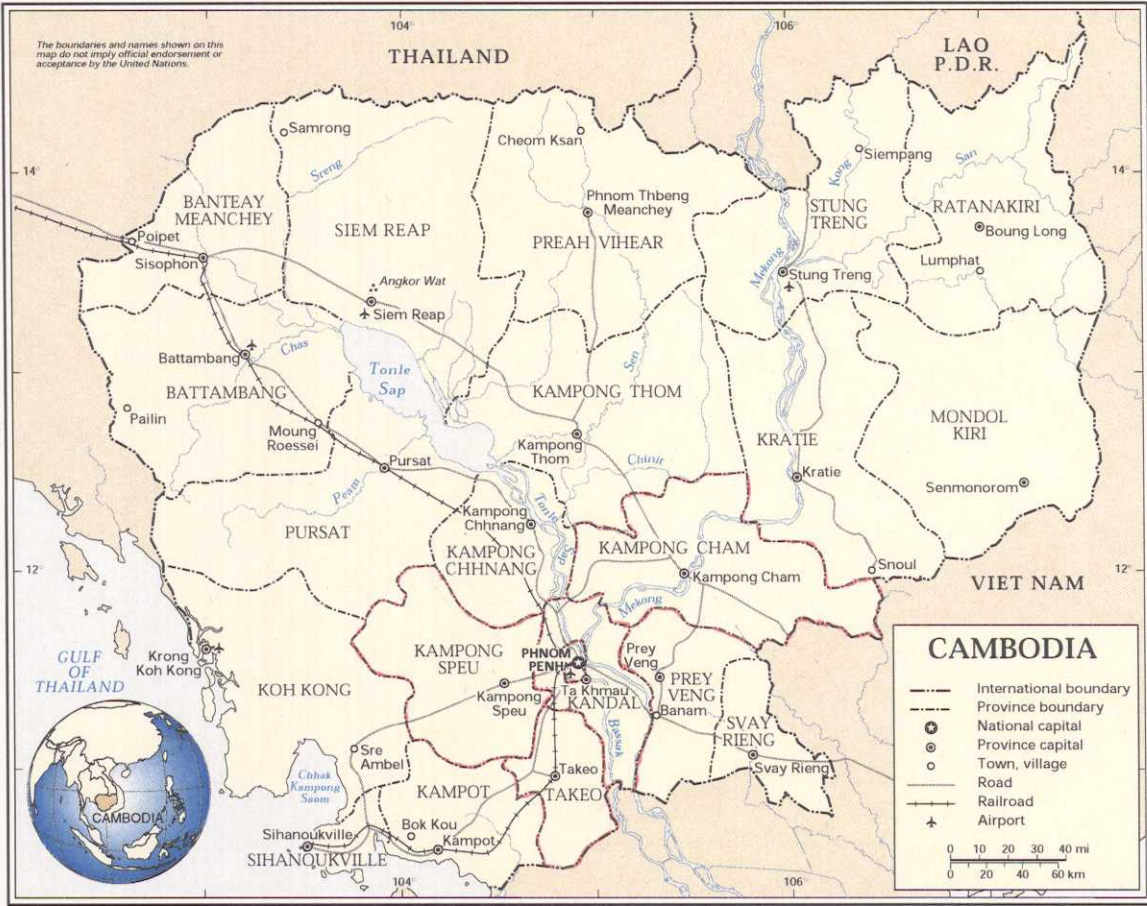 104°
106°
The boundaries and names shown on this
map do not imply official endorsement or
acceptance by the United Nations.
THAILAND
LAO
P.D.R.
Samrong
Cheom Ksan
Siempang
14°
14°
Sreng
Kong
San
BANTEAY
MEANCHEY
SIEM REAP
Phnom Thbeng
Meanchey
PREAH VIHEAR
STUNG
TRENG
RATANAKIRI
Boung Long
Poipet
Sisophon
Lumphat
Mekong
Stung Treng
Angkor Wat
Siem Reap
Battambang
Chas
Tonle
Sap
Sen
BATTAMBANG
KAMPONG THOM
Pailin
Moung
Roessei
MONDOL
KIRI
KRATIE
Kampong
Thom
Pursat
Chinit
Kratie
Peam
Senmonorom
Kampong
Chhnang
Tonle
Sap
PURSAT
KAMPONG
CHHNANG
KAMPONG CHAM
Kampong Cham
Snoul
12°
12°
VIET NAM
Mekong
GULF
OF
THAILAND
Krong
Koh Kong
KOH KONG
KAMPONG
SPEU
PHNOM
PENH
Prey
Veng
Kampong
Speu
Ta Khmau
KANDAL
PREY
VENG
Banam
Bassak
SVAY
RIENG
Svay Rieng
Sre
Ambel
Chhak
Kampong
Saom
Takeo
TAKEO
KAMPOT
Bok Kou
Kampot
Sihanoukville
SIHANOUKVILLE
CAMBODIA
104°
106°
CAMBODIA
International boundary
Province boundary
National capital
Province capital
Town, village
Road
Railroad
Airport
0 10 20 30 40 mi
0 20 40 60 km